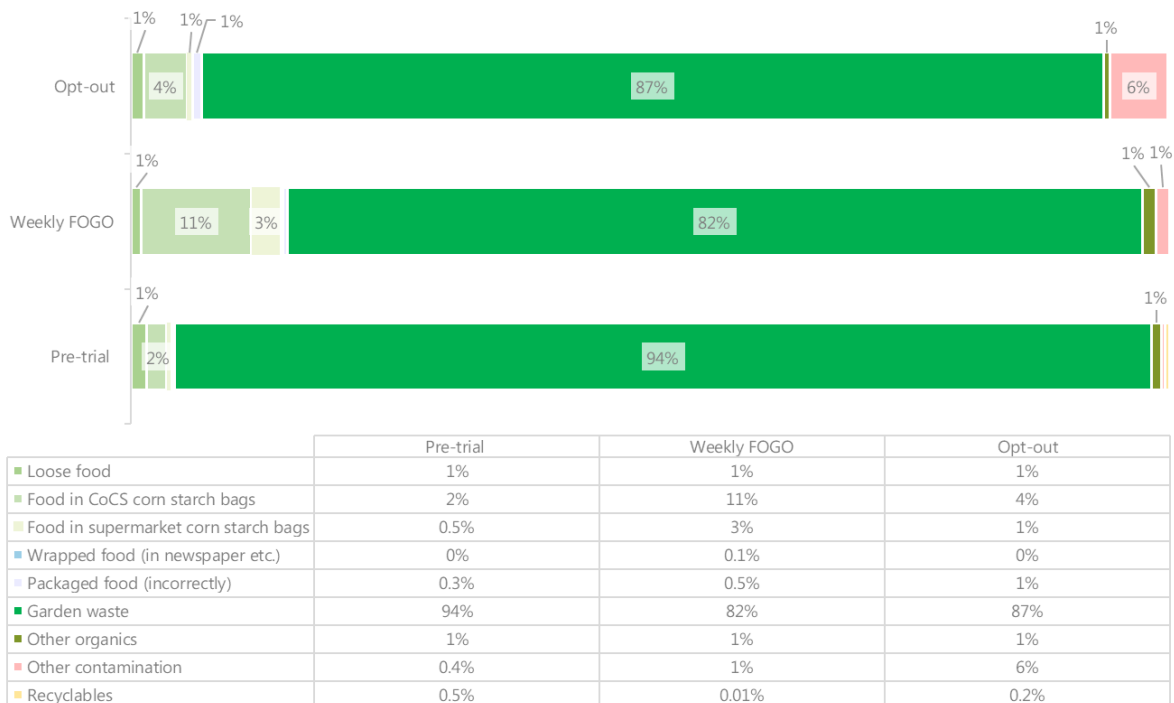 1% 1% 1%
1%
Opt-out 4% 87% 6%
1% 1% 1%
Weekly FOGO 11% 3% 82%
1% 1%
Pre-trial 2% 94%
Pre-trial Weekly FOGO Opt-out
Loose food 1% 1% 1%
Food in CoCS corn starch bags 2% 11% 4%
Food in supermarket corn starch bags 0.5% 3% 1%
Wrapped food (in newspaper etc.) 0% 0.1% 0%
Packaged food (incorrectly) 0.3% 0.5% 1%
Garden waste 94% 82% 87%
Other organics 1% 1% 1%
Other contamination 0.4% 1% 6%
Recyclables 0.5% 0.01% 0.2%